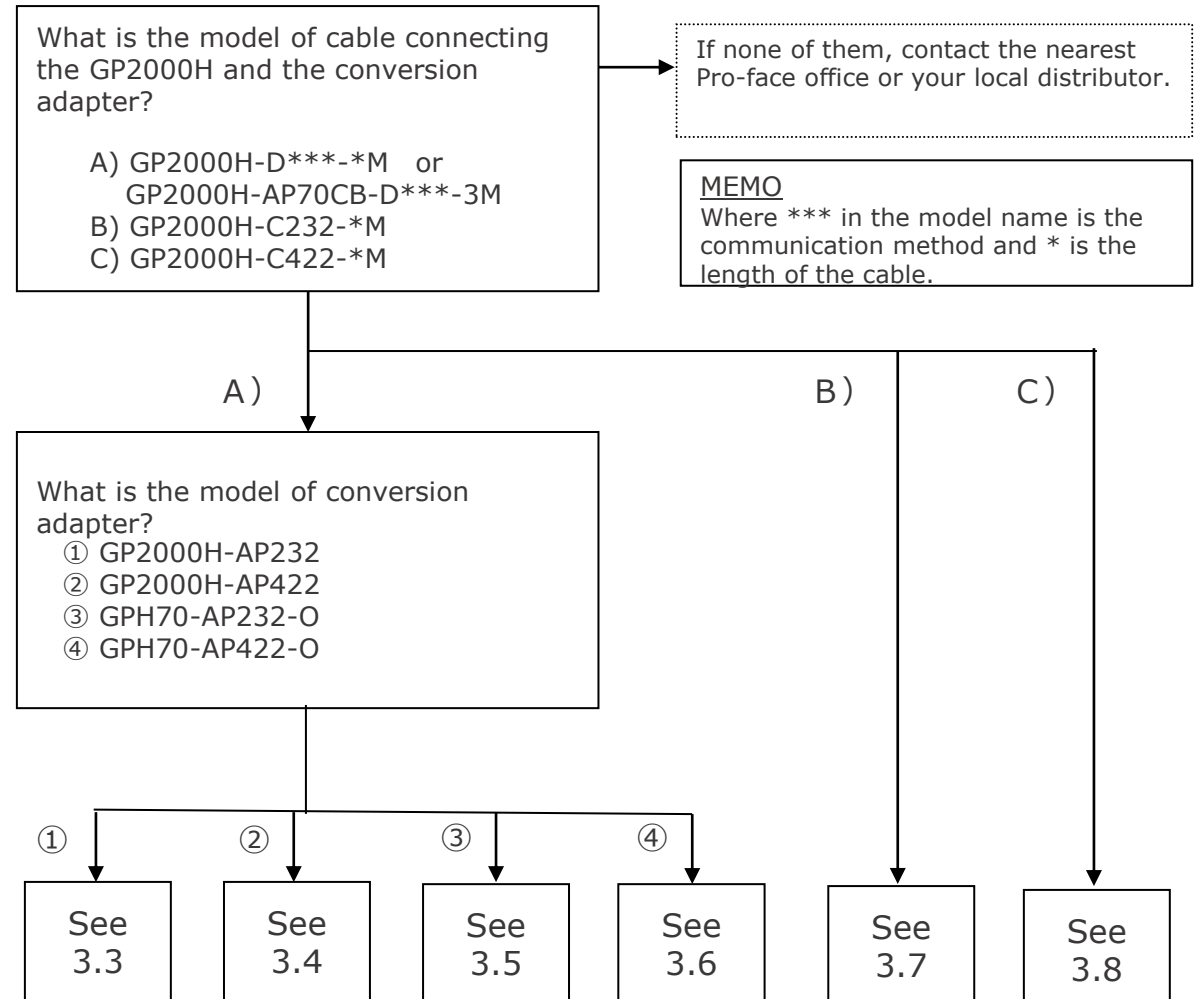 What is the model of cable connecting
the GP2000H and the conversion
adapter?
A) GP2000H-D***-*M or
GP2000H-AP70CB-D***-3M
B) GP2000H-C232-*M
C) GP2000H-C422-*M
If none of them, contact the nearest
Pro-face office or your local distributor.
MEMO
Where *** in the model name is the
communication method and * is the
length of the cable.
A)
B)
C)
What is the model of conversion
adapter?
① GP2000H-AP232
② GP2000H-AP422
③ GPH70-AP232-O
④ GPH70-AP422-O
①
②
③
④
See
3.3
See
3.4
See
3.5
See
3.6
See
3.7
See
3.8